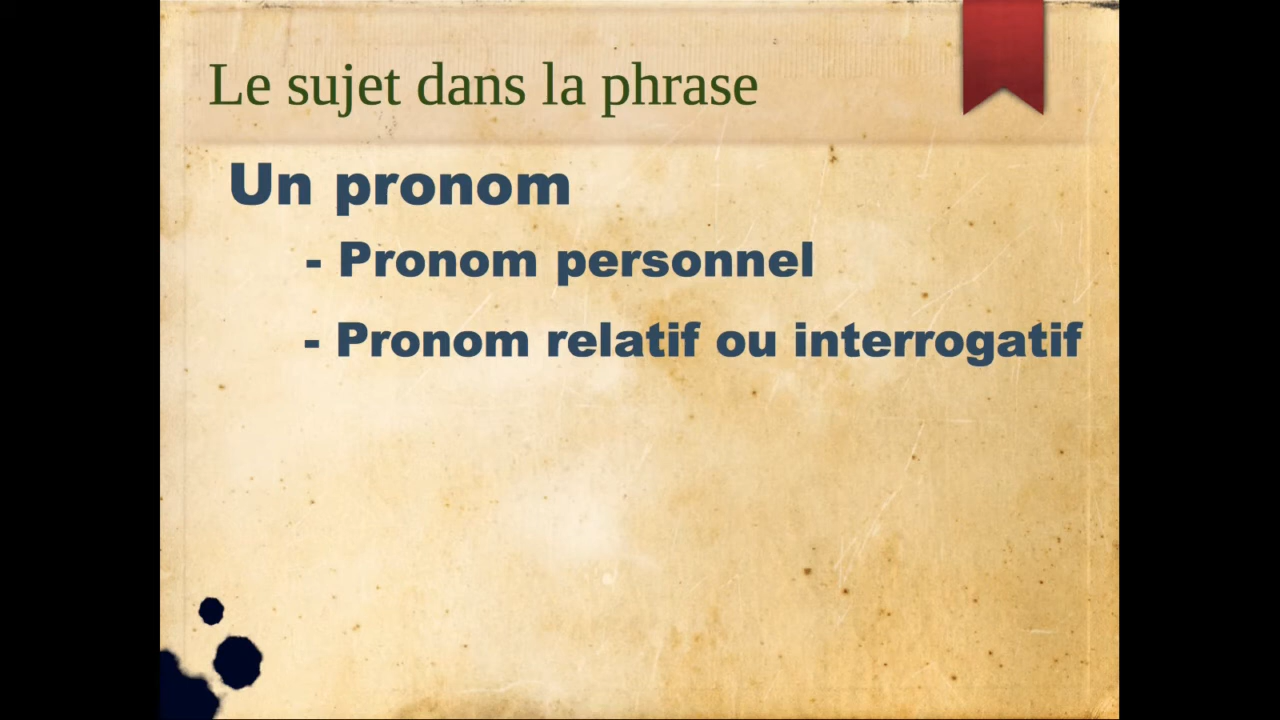 Le sujet dans la phrase
Un pronom
- Pronom personnel
- Pronom relatif ou interrogatif